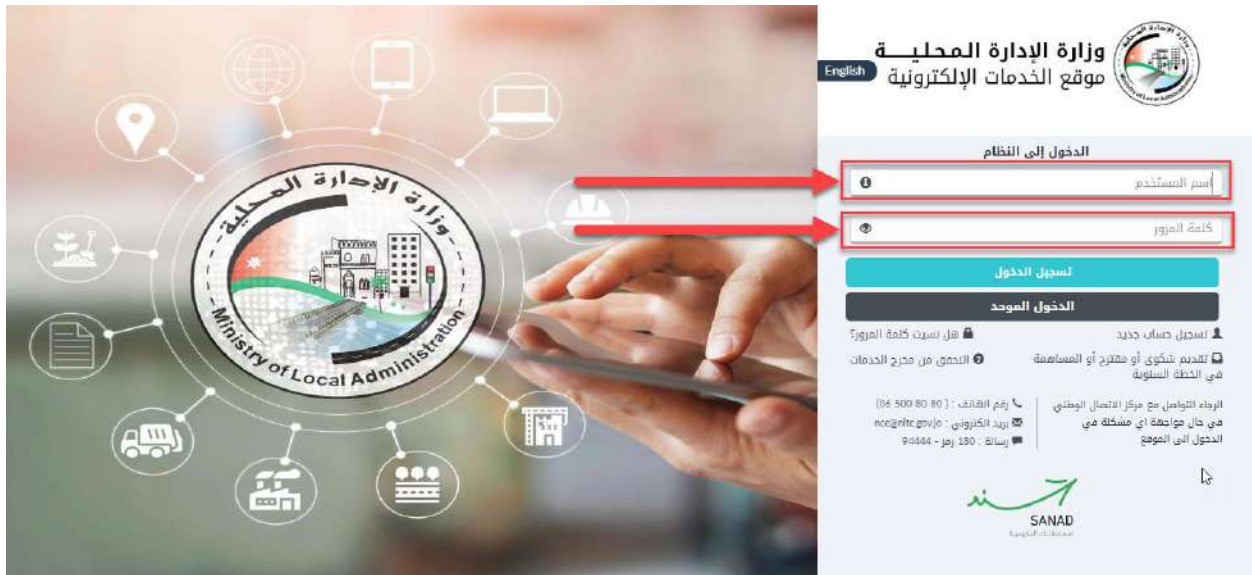 وزارة الإدارة المحليـــة
موقع الخدمات الإلكترونية
English
الدخول إلى النظام
اسم المستخدم
كلمة المرور
تسجيل الدخول
الدخول الموحد
تسجيل حساب جديد
هل نسيت كلمة المرور؟
تقديم شكوى أو مقترح أو المساهمة
في الخطة السنوية
التحقق من مخرج الخدمات
الرجاء التواصل مع مركز الاتصال الوطني
في حال مواجهة اي مشكلة في
الدخول الى الموقع
رقم الهاتف : ( 80 80 500 06)
بريد الكتروني : ncc@nitc.gov.jo
رسالة : 180 رمز - 94444
سند
SANAD
وزارة الإدارة المحلية
Ministry of Local Administration